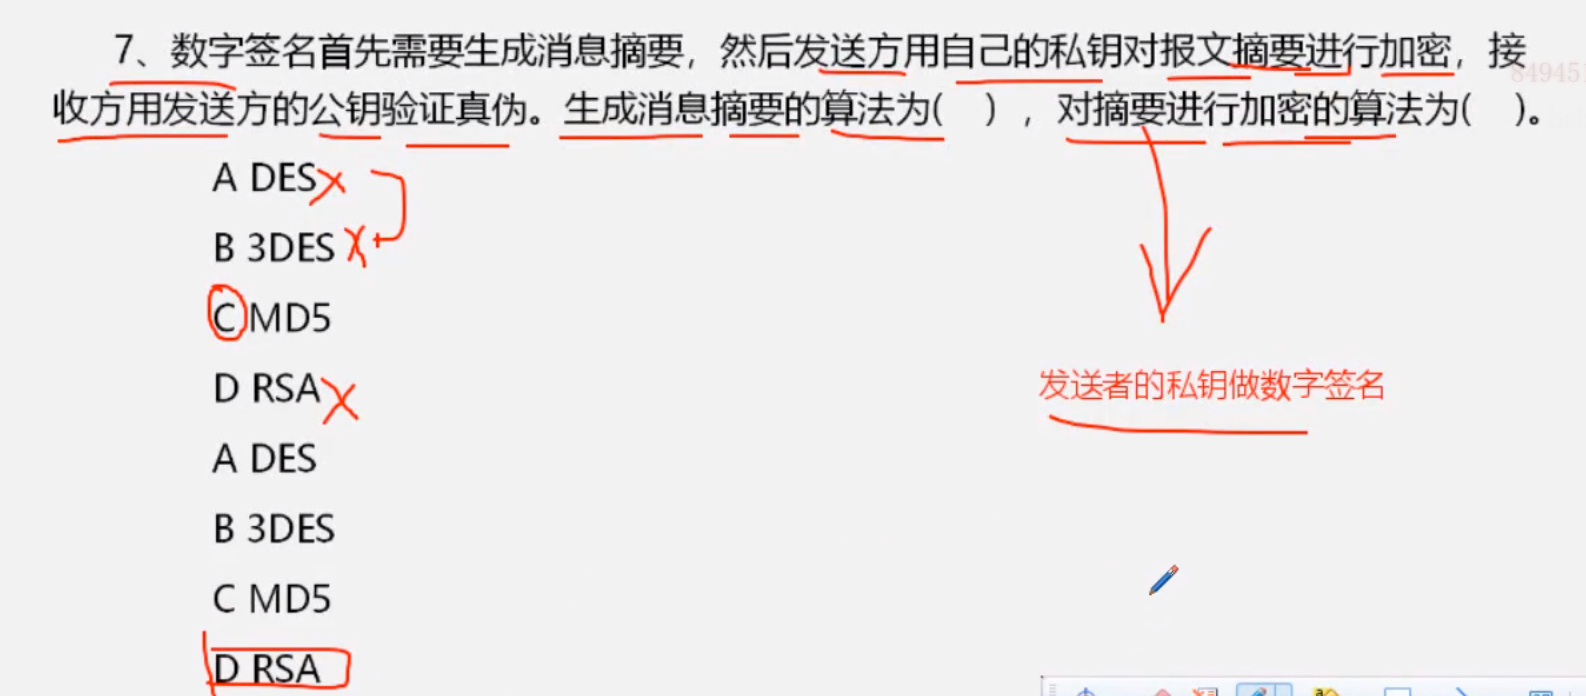 7、数字签名首先需要生成消息摘要，然后发送方用自己的私钥对报文摘要进行加密，接
收方用发送方的公钥验证真伪。生成消息摘要的算法为(　)，对摘要进行加密的算法为(　)。
A DES
B 3DES
C MD5
D RSA
发送者的私钥做数字签名
A DES
B 3DES
C MD5
D RSA